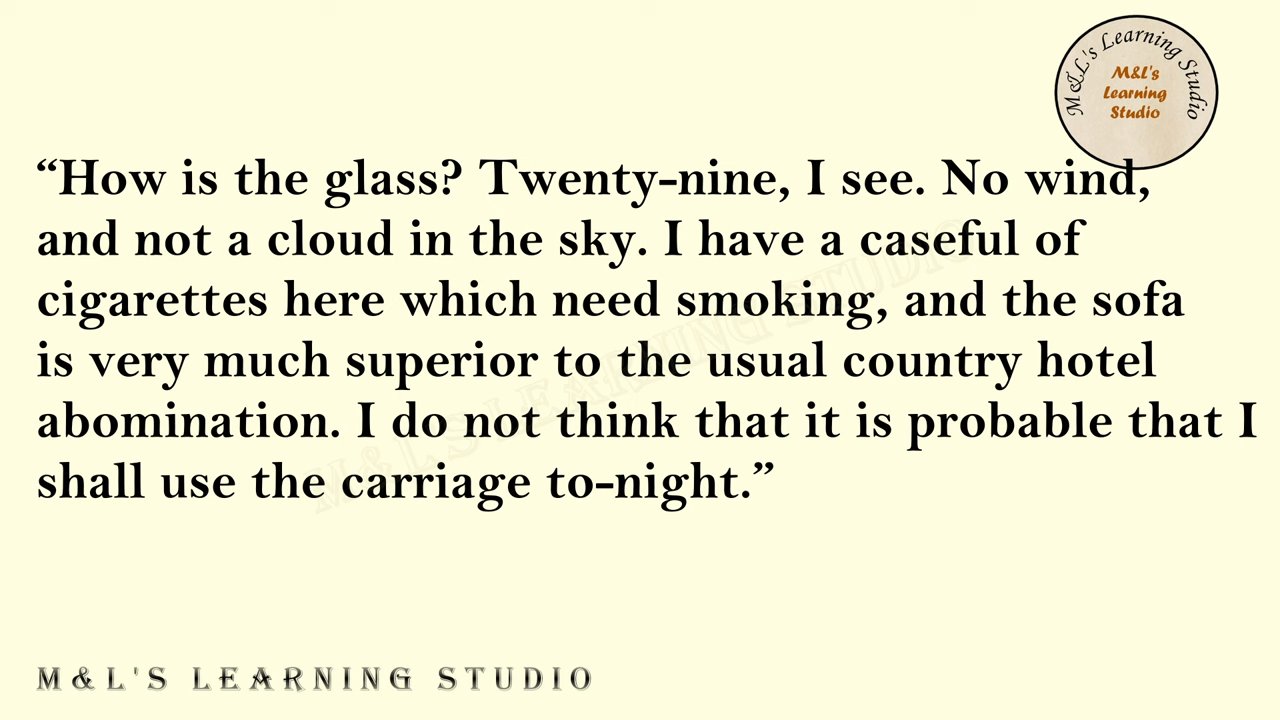 M&L's Learning Studio
M&L's
Learning
Studio
“How is the glass? Twenty-nine, I see. No wind,
and not a cloud in the sky. I have a caseful of
cigarettes here which need smoking, and the sofa
is very much superior to the usual country hotel
abomination. I do not think that it is probable that I
shall use the carriage to-night.”
M&L'S LEARNING STUDIO
M&L'S LEARNING STUDIO